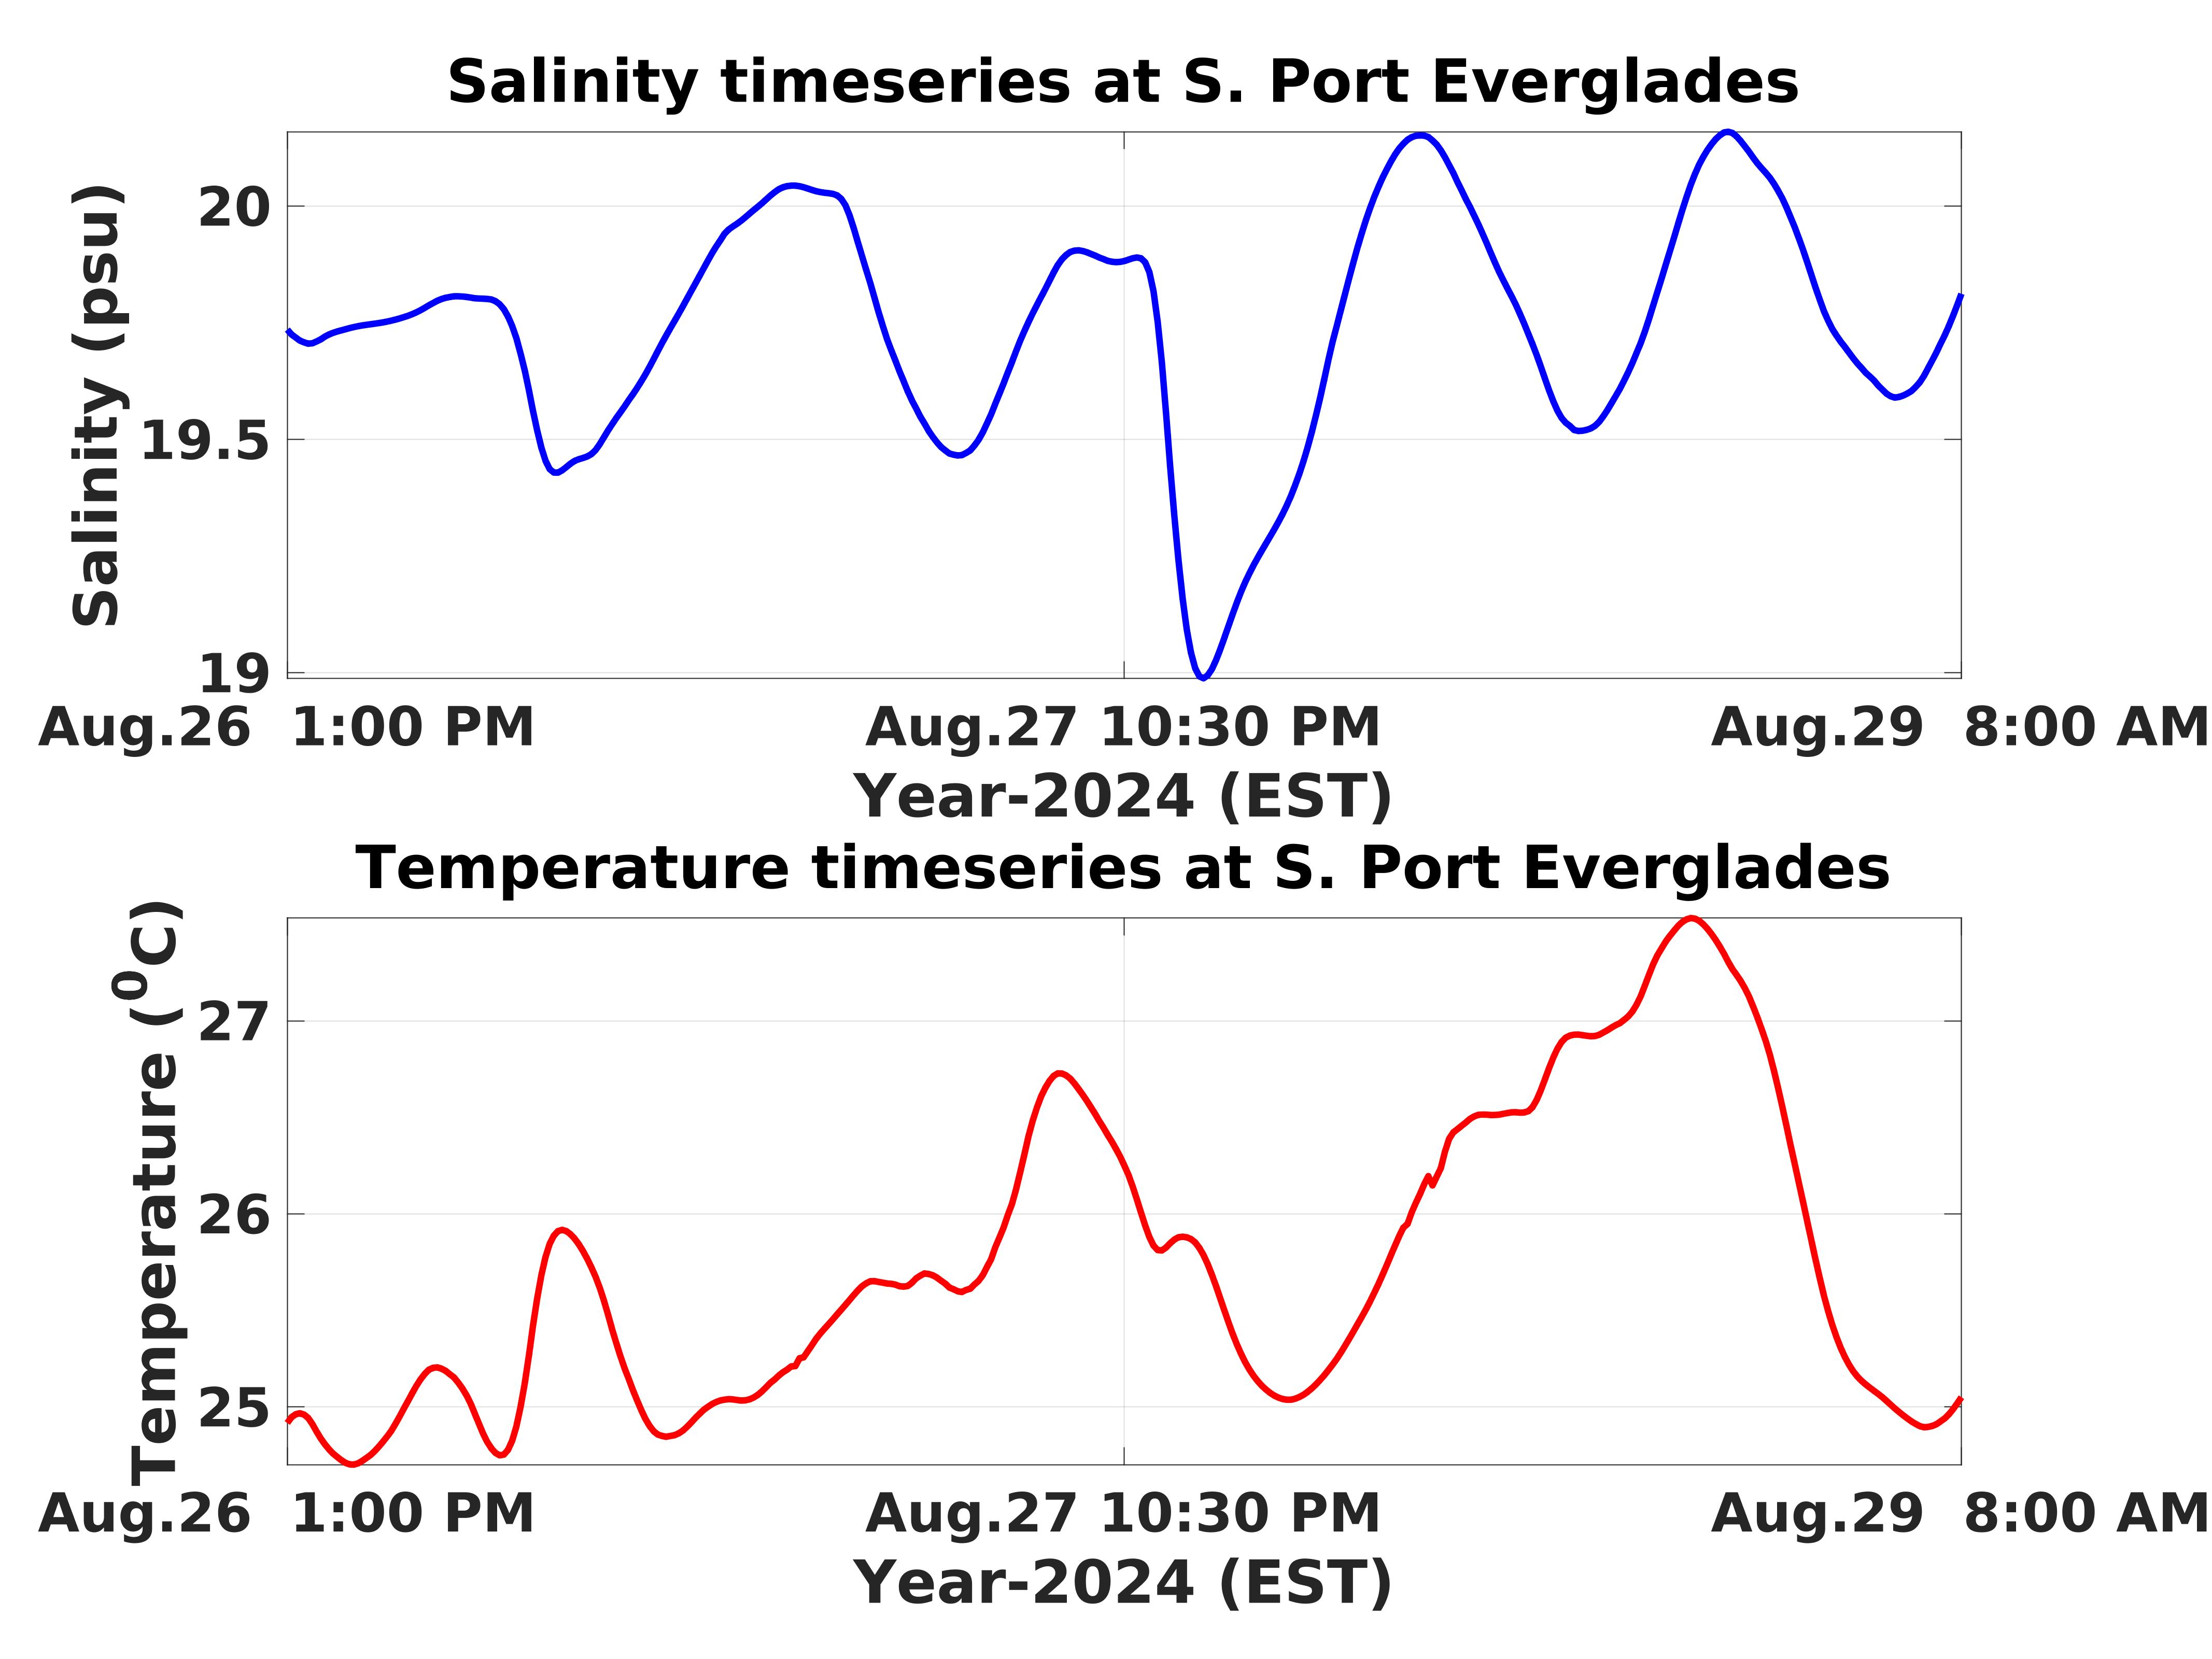 Salinity timeseries at S. Port Everglades
Salinity (psu)
20
19.5
19
Aug.26  1:00 PM
Aug.27 10:30 PM
Aug.29  8:00 AM
Year-2024 (EST)
Temperature timeseries at S. Port Everglades
Temperature (⁰C)
27
26
25
Aug.26  1:00 PM
Aug.27 10:30 PM
Aug.29  8:00 AM
Year-2024 (EST)